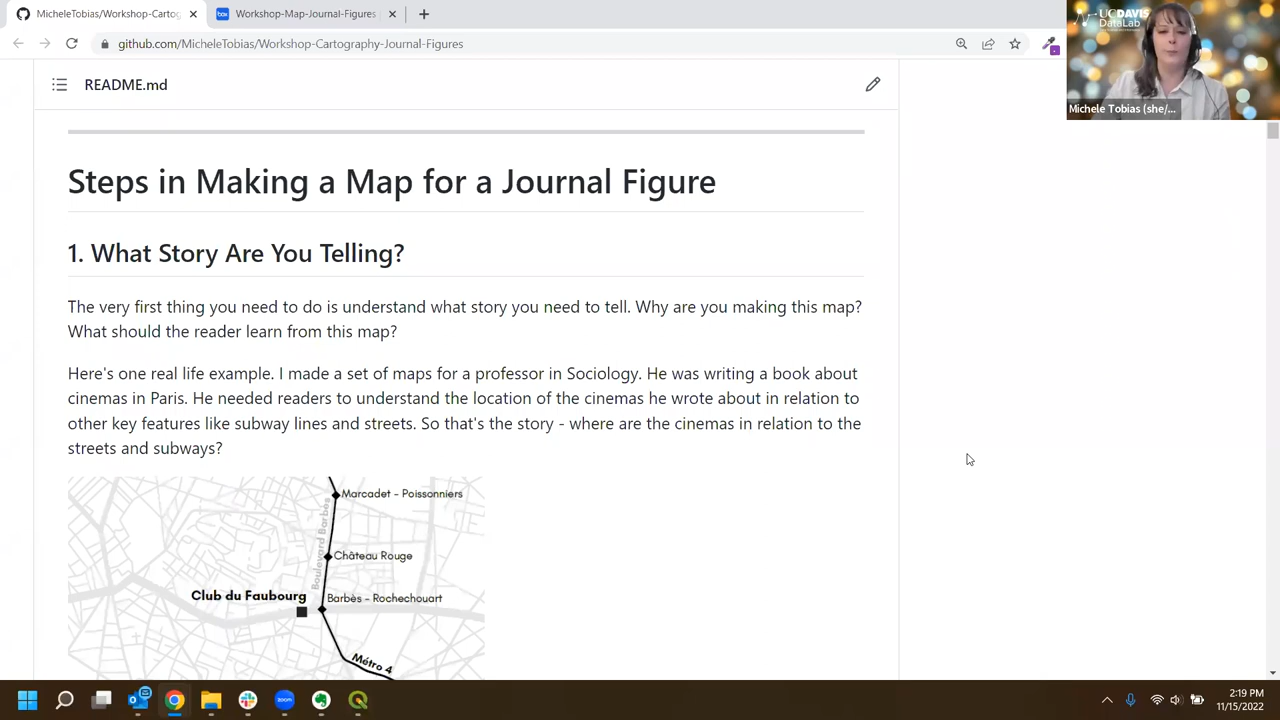 MicheleTobias/Workshop-Cartog
Workshop-Map-Journal-Figures
github.com/MicheleTobias/Workshop-Cartography-Journal-Figures
UCDAVIS
DataLab
Michele Tobias (she/...
README.md
Steps in Making a Map for a Journal Figure
1. What Story Are You Telling?
The very first thing you need to do is understand what story you need to tell. Why are you making this map?
What should the reader learn from this map?
Here's one real life example. I made a set of maps for a professor in Sociology. He was writing a book about
cinemas in Paris. He needed readers to understand the location of the cinemas he wrote about in relation to
other key features like subway lines and streets. So that's the story - where are the cinemas in relation to the
streets and subways?
Marcadet - Poissonniers
Boulevard Barbès
Château Rouge
Club du Faubourg
Barbès - Rochechouart
Métro 4
zoom
2:19 PM
11/15/2022